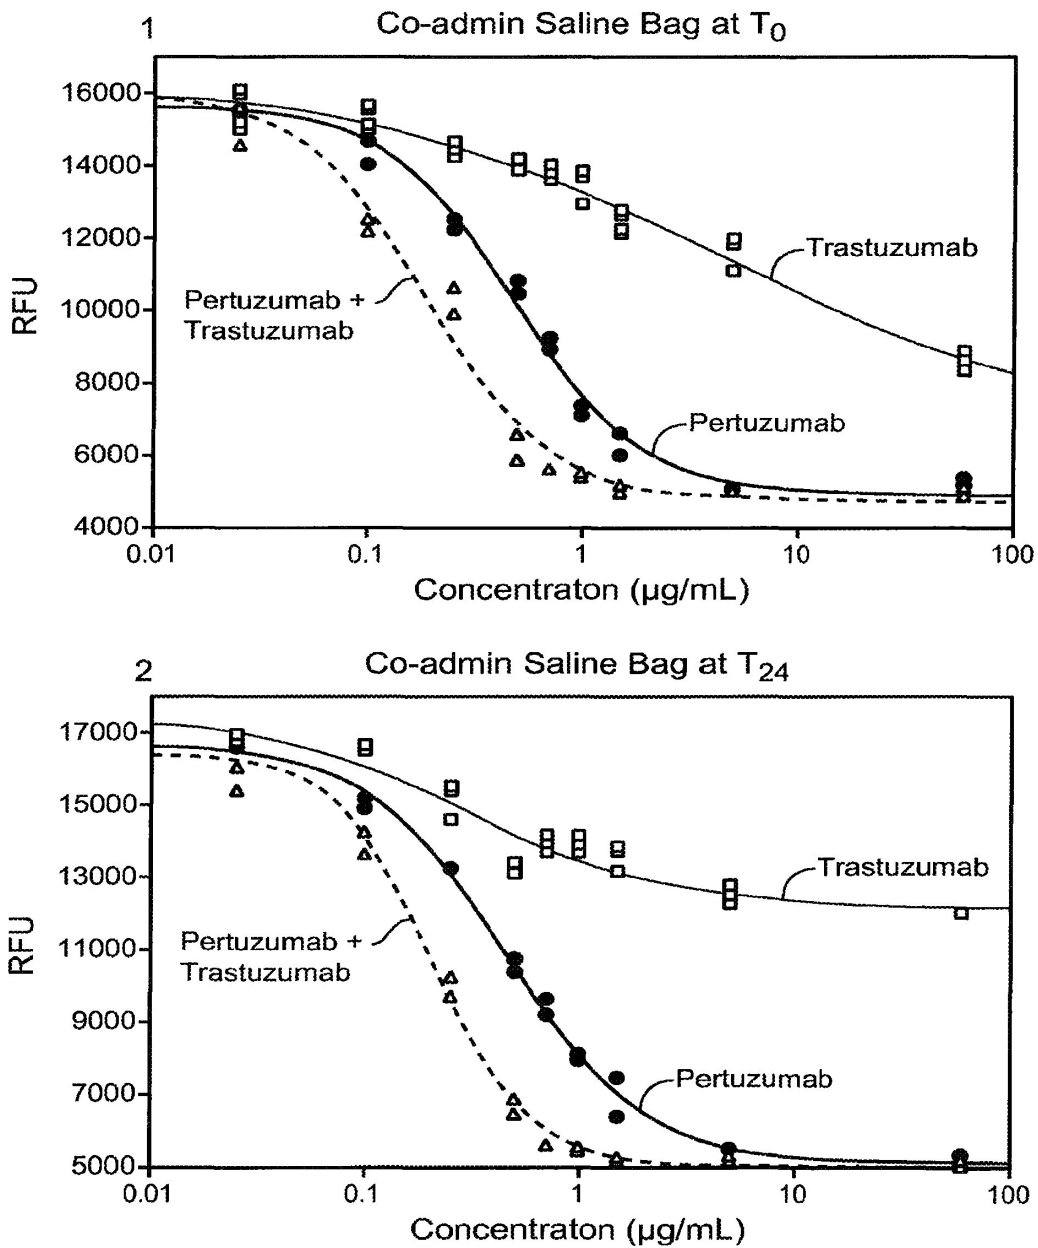 1
Co-admin Saline Bag at T0
16000
14000
12000
10000
8000
6000
4000
RFU
Trastuzumab
Pertuzumab +
Trastuzumab
Pertuzumab
0.01
0.1
1
10
100
Concentraton (µg/mL)
2
Co-admin Saline Bag at T24
17000
15000
13000
11000
9000
7000
5000
RFU
Trastuzumab
Pertuzumab +
Trastuzumab
Pertuzumab
0.01
0.1
1
10
100
Concentraton (µg/mL)